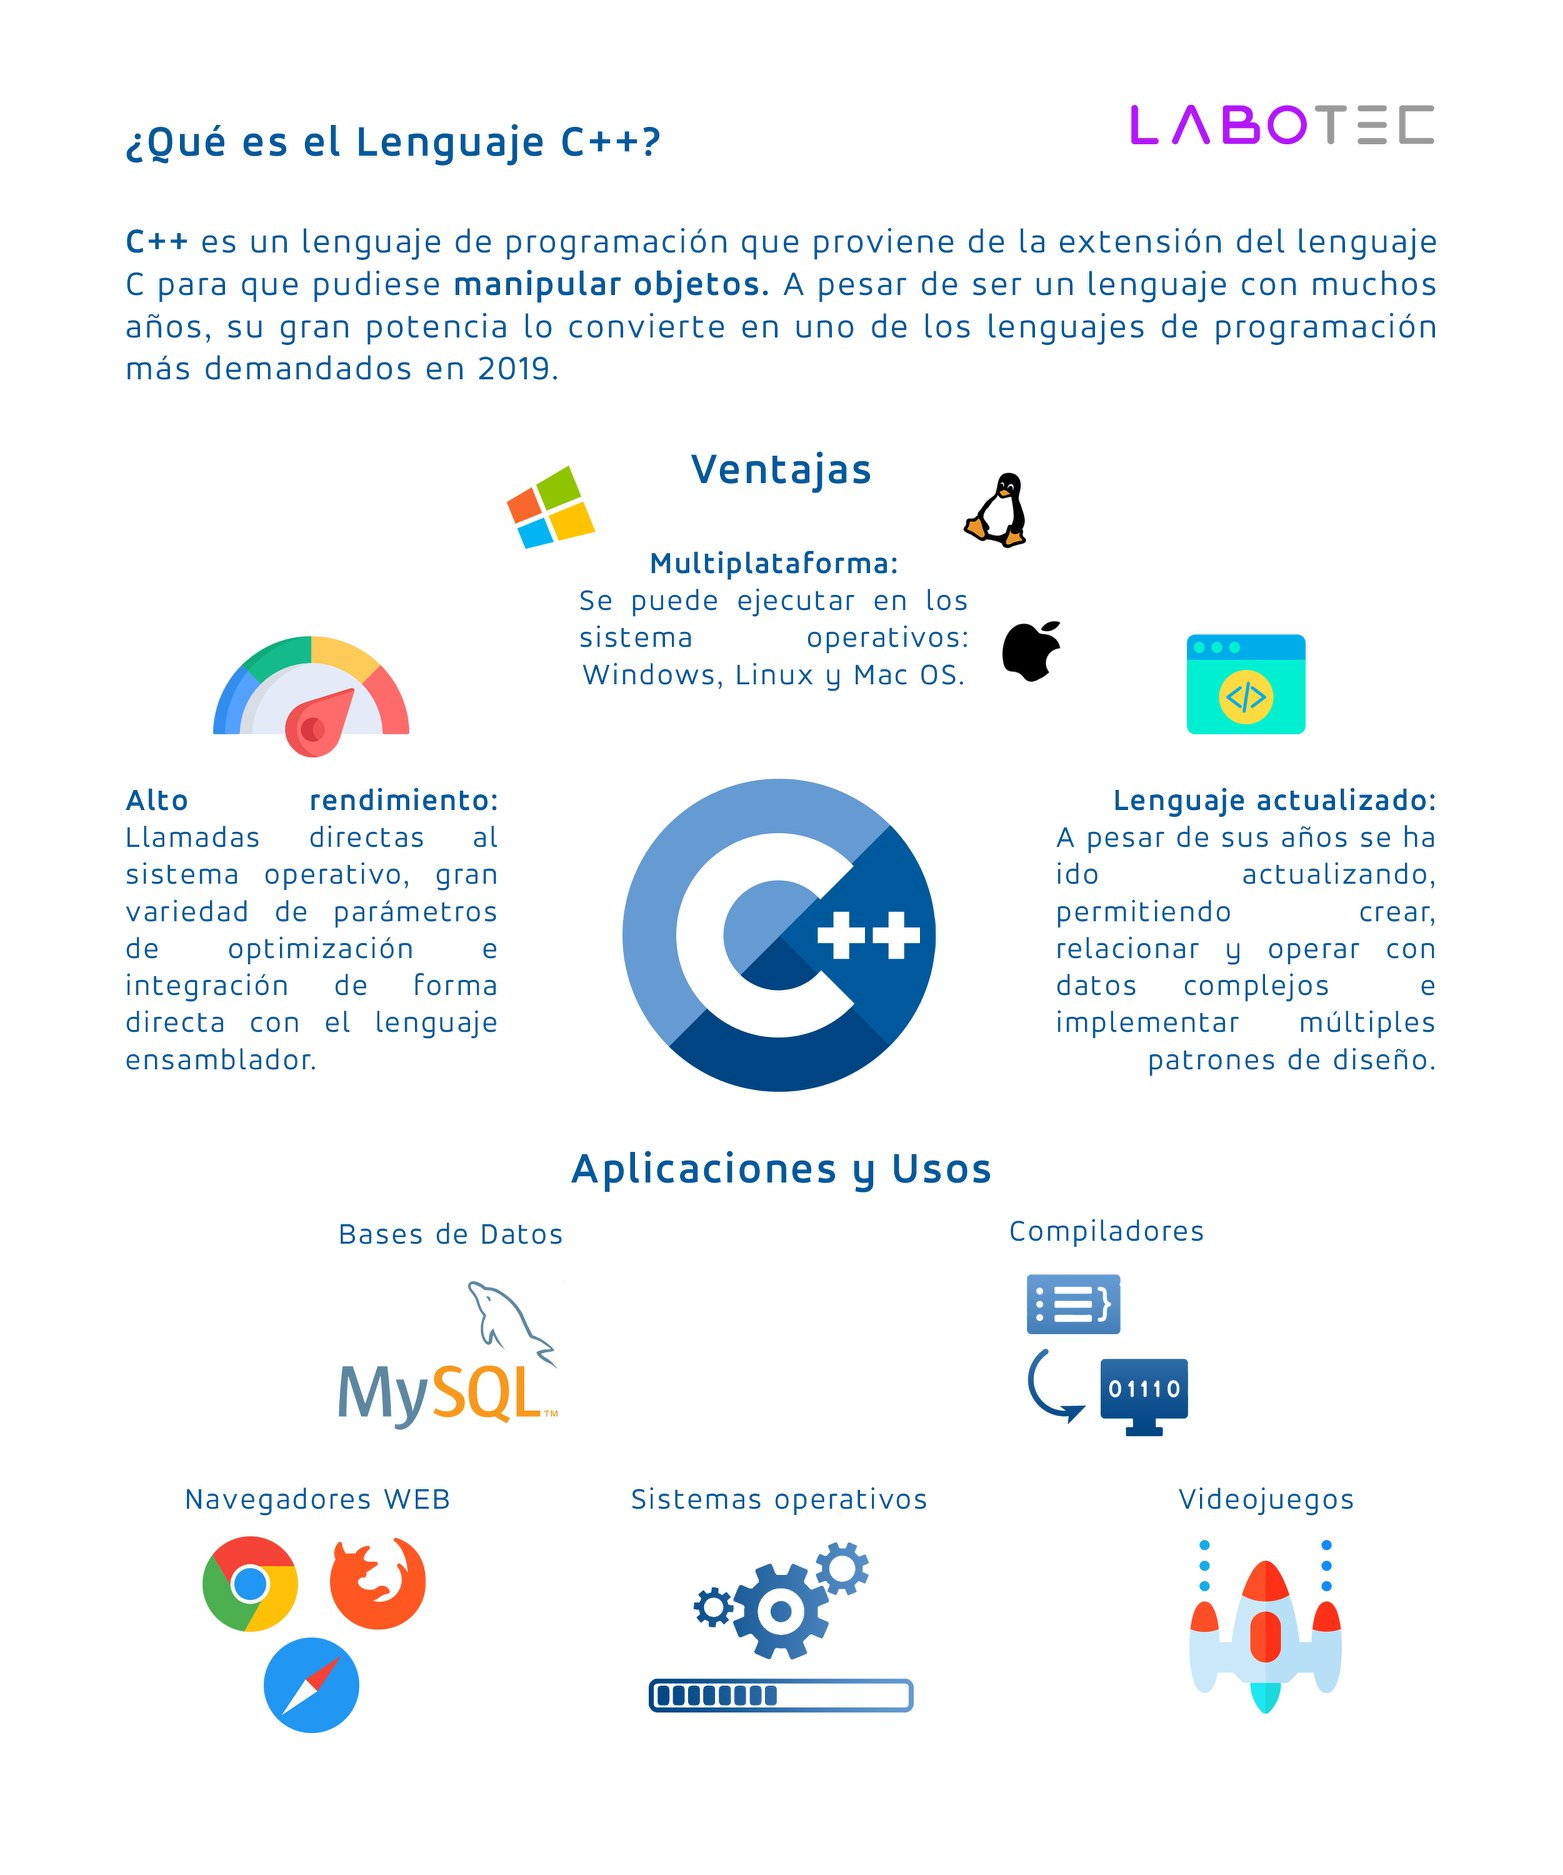 ¿Qué es el Lenguaje C++?
LABOTEC
C++ es un lenguaje de programación que proviene de la extensión del lenguaje
C para que pudiese manipular objetos. A pesar de ser un lenguaje con muchos
años, su gran potencia lo convierte en uno de los lenguajes de programación
más demandados en 2019.
Ventajas
Multiplataforma:
Se puede ejecutar en los
sistema operativos:
Windows, Linux y Mac OS.
Alto rendimiento:
Llamadas directas al
sistema operativo, gran
variedad de parámetros
de optimización e
integración de forma
directa con el lenguaje
ensamblador.
C++
Lenguaje actualizado:
A pesar de sus años se ha
ido actualizando,
permitiendo crear,
relacionar y operar con
datos complejos e
implementar múltiples
patrones de diseño.
Aplicaciones y Usos
Bases de Datos
MySQL™
Compiladores
01110
Navegadores WEB
Sistemas operativos
Videojuegos